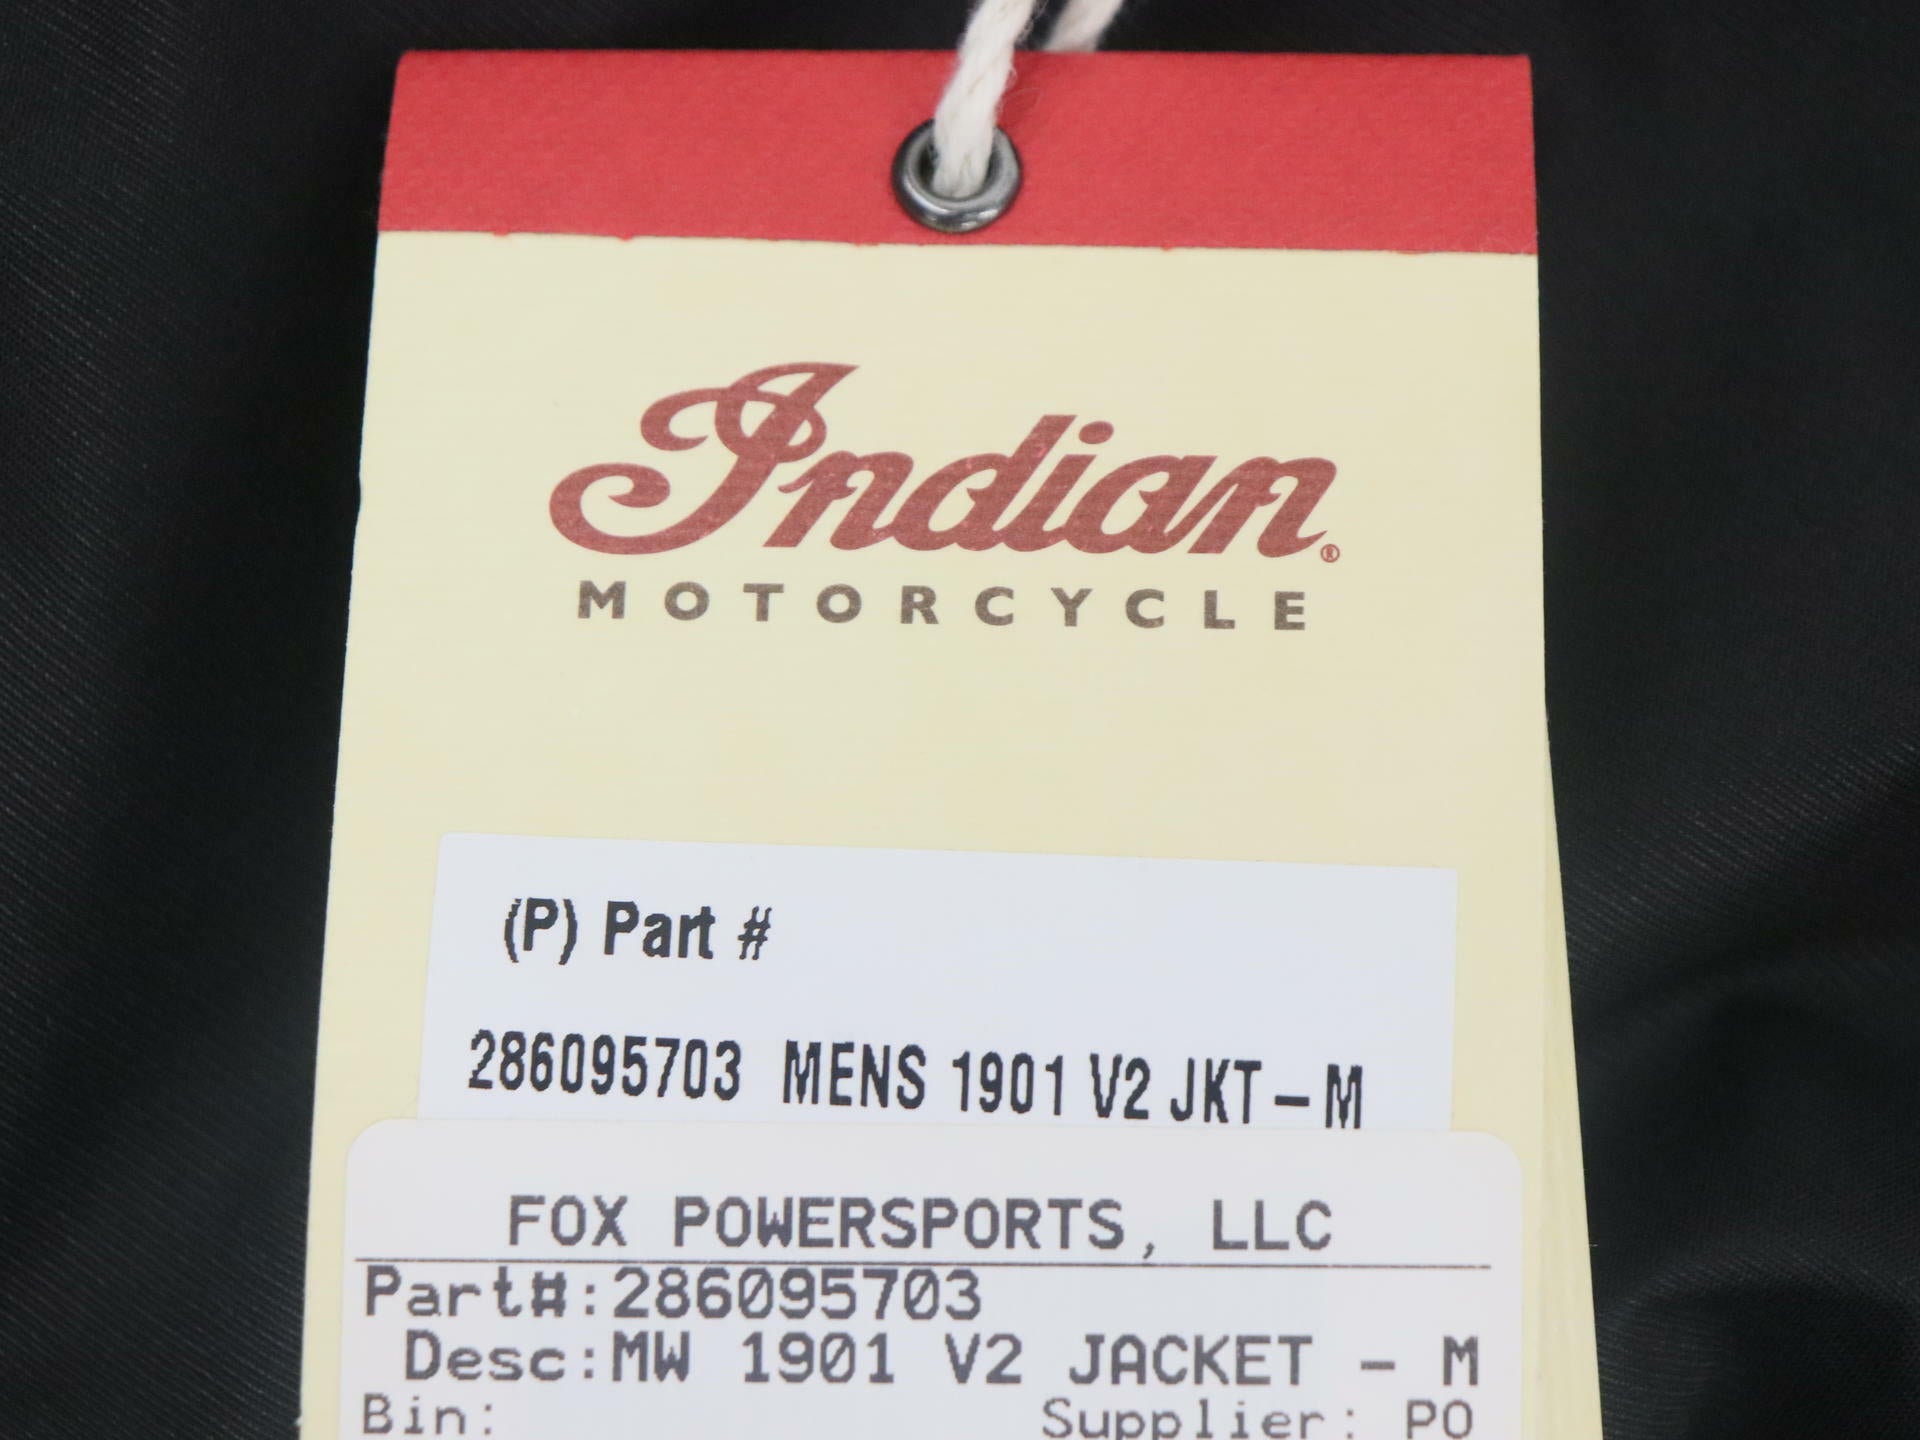 Indian®
MOTORCYCLE
(P) Part #
286095703 MENS 1901 V2 JKT – M
FOX POWERSPORTS, LLC
Part#:286095703
Desc:MW 1901 V2 JACKET - M
Bin: Supplier: PO